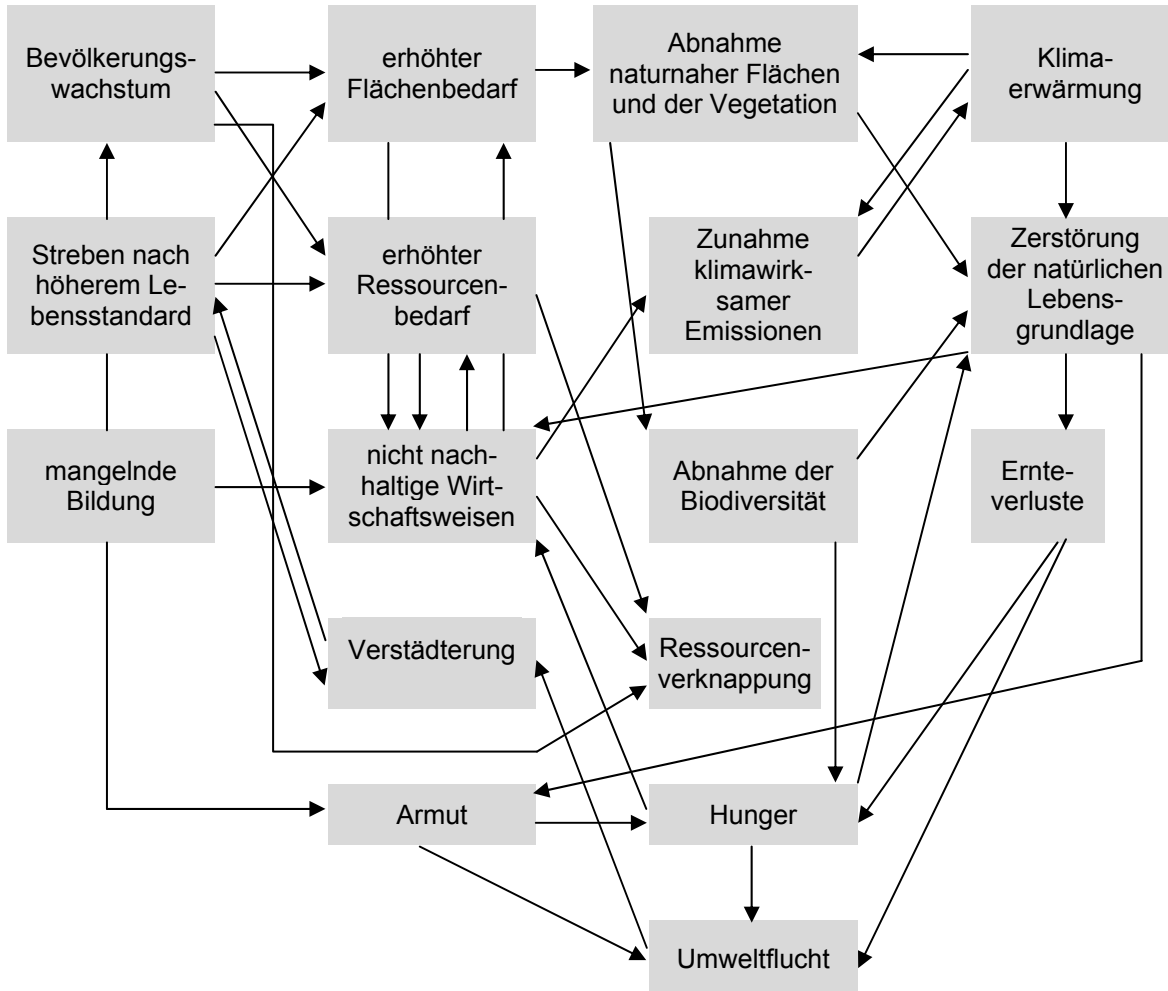 Bevölkerungs-
wachstum
erhöhter
Flächenbedarf
Abnahme
naturnaher Flächen
und der Vegetation
Klima-
erwärmung
Streben nach
höherem Le-
bensstandard
erhöhter
Ressourcen-
bedarf
Zunahme
klimawirk-
samer
Emissionen
Zerstörung
der natürlichen
Lebens-
grundlage
mangelnde
Bildung
nicht nach-
haltige Wirt-
schaftsweisen
Abnahme der
Biodiversität
Ernte-
verluste
Verstädterung
Ressourcen-
verknappung
Armut
Hunger
Umweltflucht